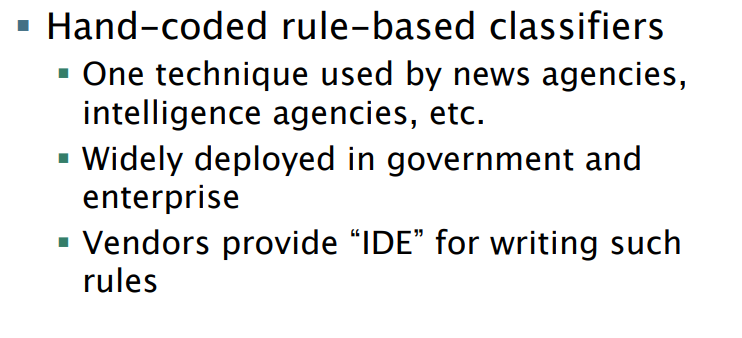 ▪ Hand-coded rule-based classifiers
▪ One technique used by news agencies,
intelligence agencies, etc.
▪ Widely deployed in government and
enterprise
▪ Vendors provide “IDE” for writing such
rules